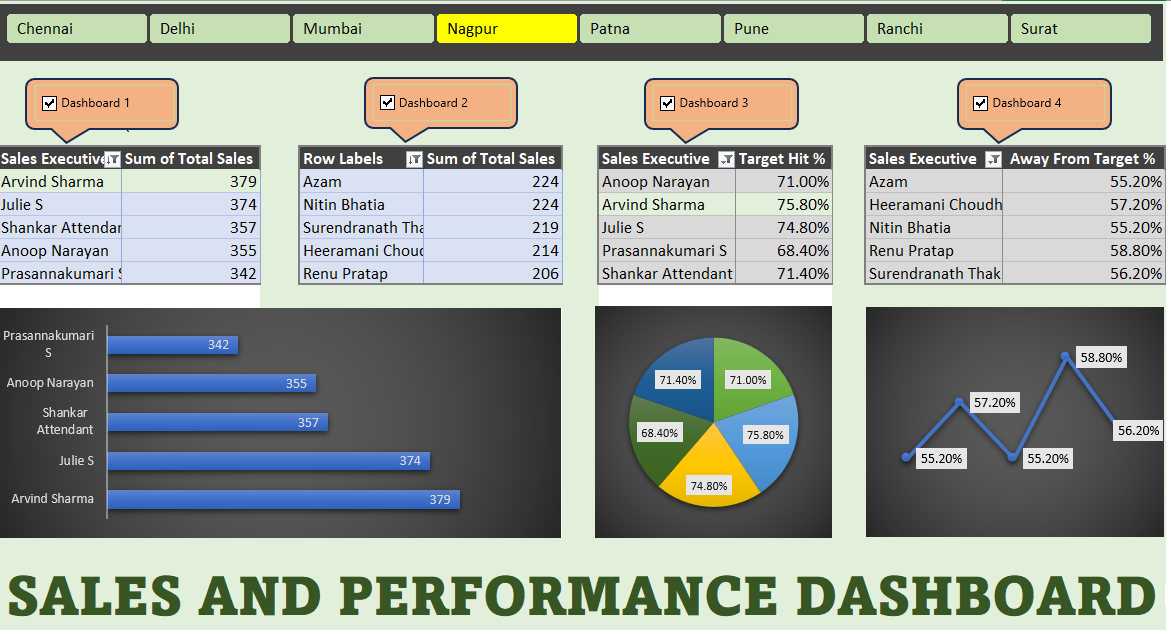 Chennai Delhi Mumbai Nagpur Patna Pune Ranchi Surat
Dashboard 1 Dashboard 2 Dashboard 3 Dashboard 4
Sales Executive Sum of Total Sales
Arvind Sharma 379
Julie S 374
Shankar Attendar 357
Anoop Narayan 355
Prasannakumari S 342
Row Labels Sum of Total Sales
Azam 224
Nitin Bhatia 224
Surendranath Tha 219
Heeramani Choud 214
Renu Pratap 206
Sales Executive Target Hit %
Anoop Narayan 71.00%
Arvind Sharma 75.80%
Julie S 74.80%
Prasannakumari S 68.40%
Shankar Attendant 71.40%
Sales Executive Away From Target %
Azam 55.20%
Heeramani Choudh 57.20%
Nitin Bhatia 55.20%
Renu Pratap 58.80%
Surendranath Thak 56.20%
Prasannakumari
S 342
Anoop Narayan 355
Shankar
Attendant 357
Julie S 374
Arvind Sharma 379
71.40% 71.00%
68.40% 75.80%
74.80%
58.80%
57.20%
56.20%
55.20% 55.20%
SALES AND PERFORMANCE DASHBOARD